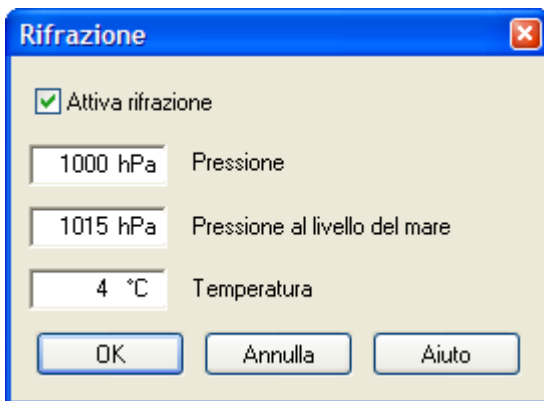 Rifrazione
Attiva rifrazione
1000 hPa Pressione
1015 hPa Pressione al livello del mare
4 °C Temperatura
OK Annulla Aiuto